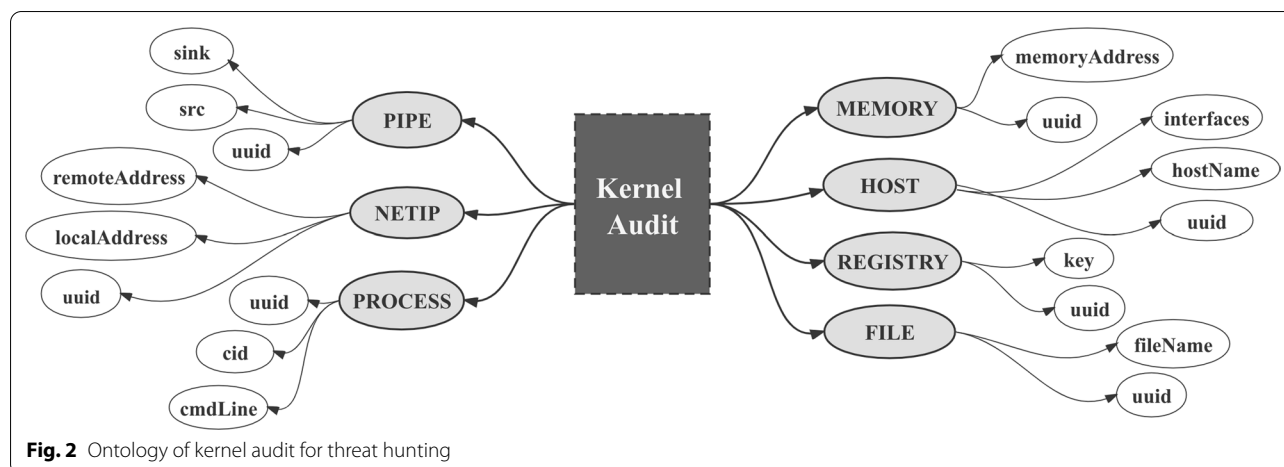 sink
src
uuid
PIPE
remoteAddress
localAddress
uuid
NETIP
uuid
cid
cmdLine
PROCESS
Kernel
Audit
MEMORY
memoryAddress
uuid
HOST
interfaces
hostName
uuid
REGISTRY
key
uuid
FILE
fileName
uuid
Fig. 2 Ontology of kernel audit for threat hunting